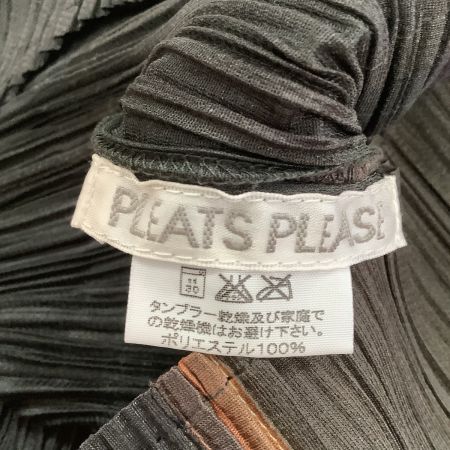 PLEATS PLEASE
タンブラー乾燥及び家庭で
の乾燥機はお避け下さい。
ポリエステル100%